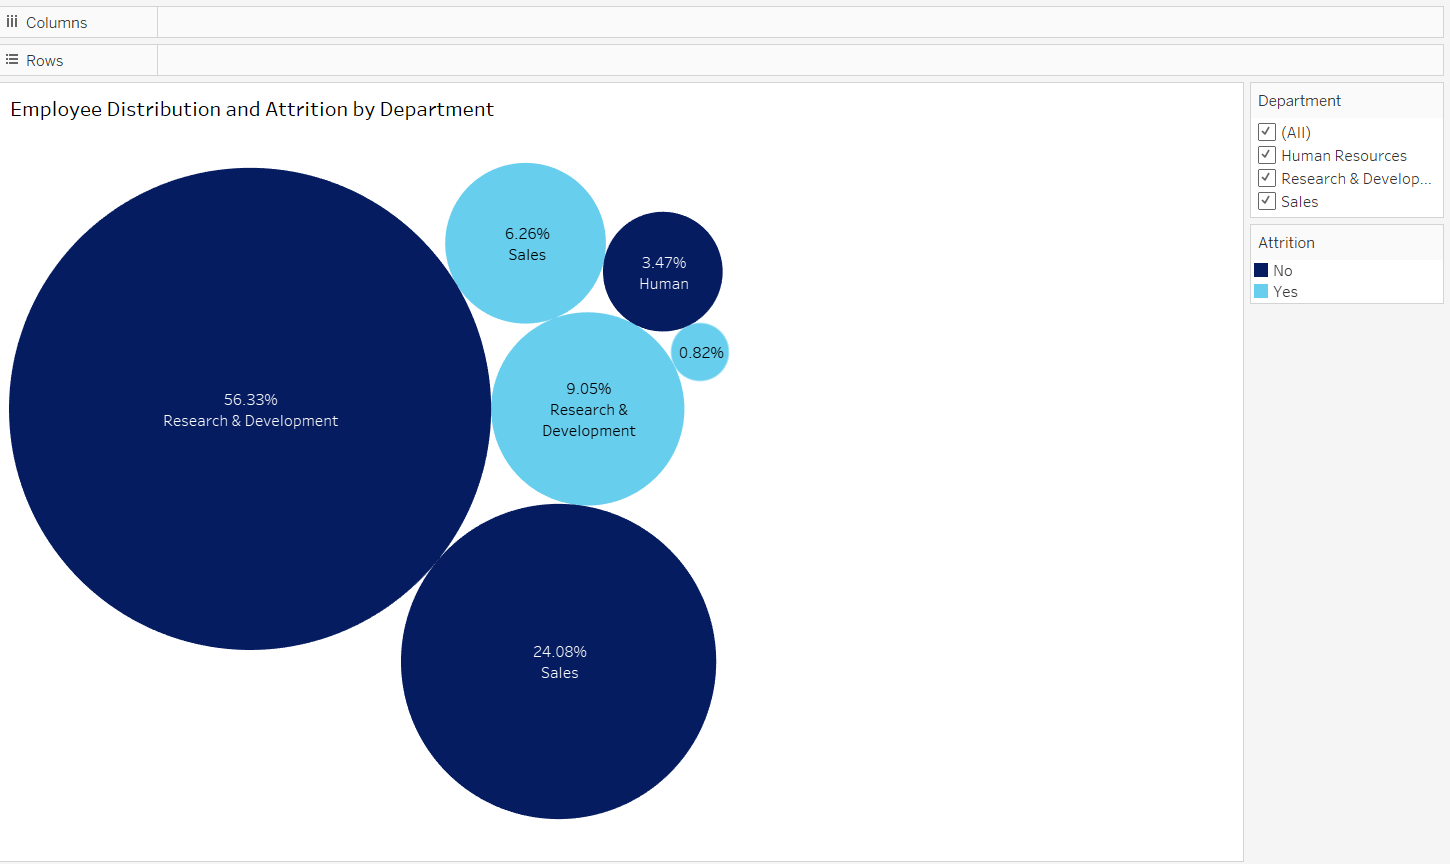 Columns
Rows
Employee Distribution and Attrition by Department
56.33%
Research & Development
6.26%
Sales
3.47%
Human
0.82%
9.05%
Research &
Development
24.08%
Sales
Department
(All)
Human Resources
Research & Develop...
Sales
Attrition
No
Yes